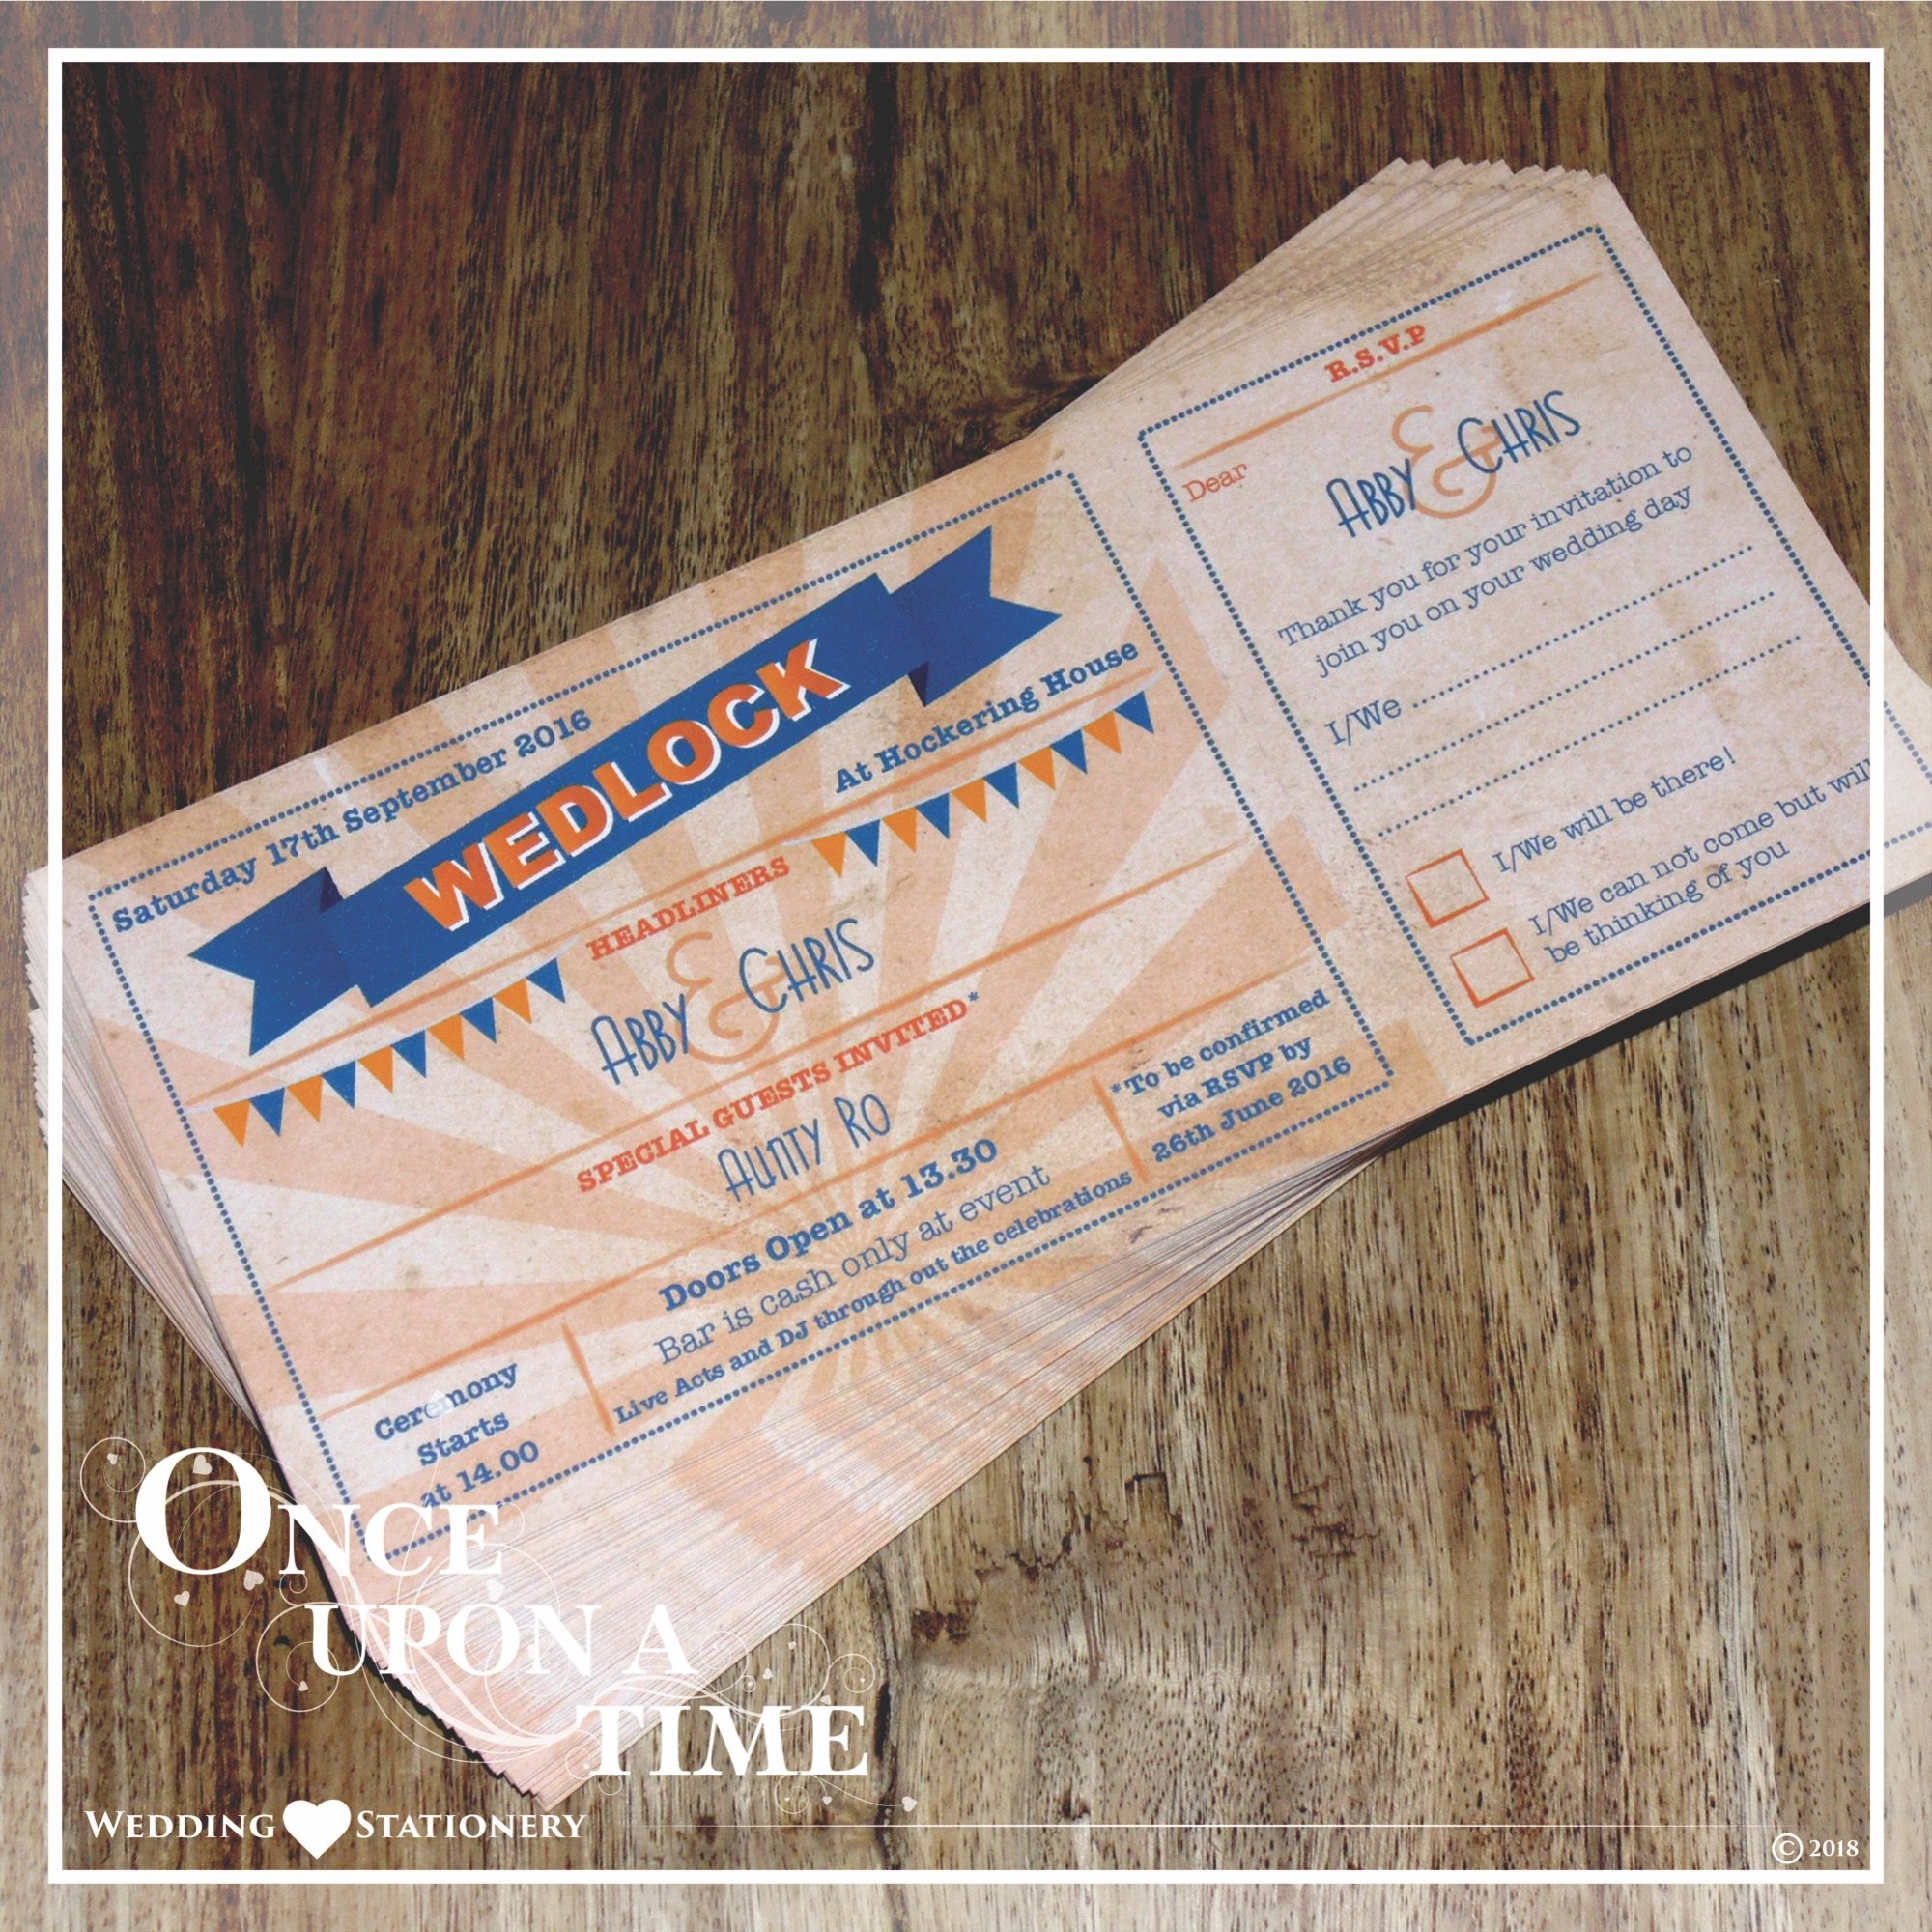 Saturday 17th September 2016
WEDLOCK
At Hockering House
HEADLINERS
ABBY & CHRIS
SPECIAL GUESTS INVITED*
AUNTY RO
Ceremony
Starts
at 14.00
Doors Open at 13.30
Bar is cash only at event
Live Acts and DJ through out the celebrations
*To be confirmed
via RSVP by
26th June 2016
R.S.V.P
Dear
ABBY & CHRIS
Thank you for your invitation to
join you on your wedding day
I/We
I/We will be there!
I/We can not come but will
be thinking of you
ONCE
UPON A
TIME
WEDDING STATIONERY
© 2018